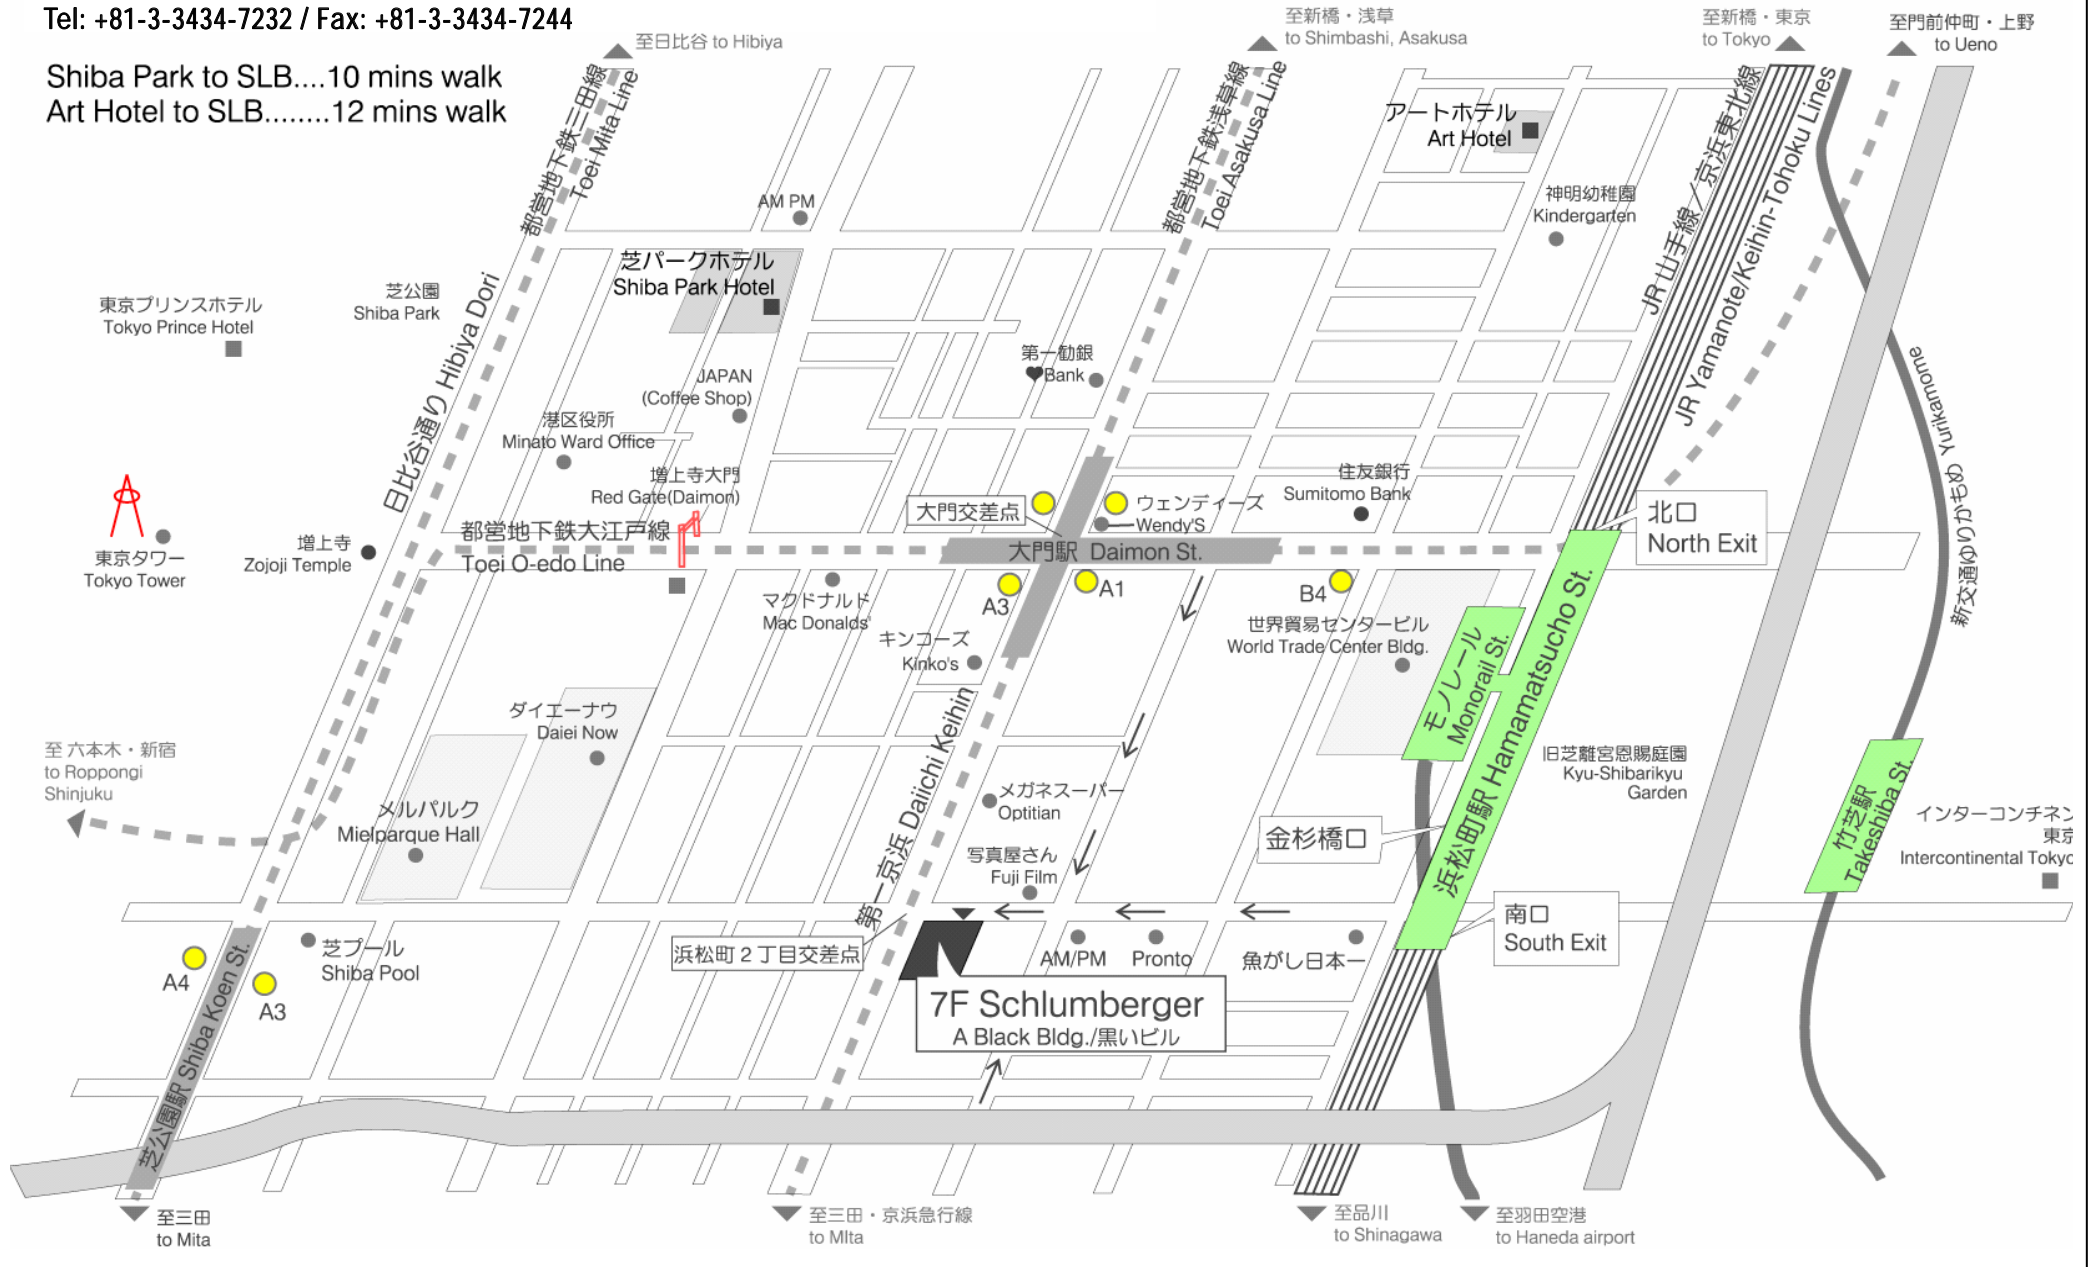 Tel: +81-3-3434-7232 / Fax: +81-3-3434-7244
Shiba Park to SLB....10 mins walk
Art Hotel to SLB........12 mins walk
至日比谷 to Hibiya
至新橋・浅草
to Shimbashi, Asakusa
至新橋・東京
to Tokyo
至門前仲町・上野
to Ueno
都営地下鉄三田線
Toei Mita Line
都営地下鉄浅草線
Toei Asakusa Line
アートホテル
Art Hotel
JR 山手線／京浜東北線
JR Yamanote/Keihin-Tohoku Lines
神明幼稚園
Kindergarten
AM PM
芝パークホテル
Shiba Park Hotel
芝公園
Shiba Park
東京プリンスホテル
Tokyo Prince Hotel
日比谷通り Hibiya Dori
第一勧銀
Bank
JAPAN
(Coffee Shop)
港区役所
Minato Ward Office
増上寺大門
Red Gate(Daimon)
新交通ゆりかもめ Yurikamome
住友銀行
Sumitomo Bank
大門交差点
ウェンディーズ
Wendy'S
北口
North Exit
都営地下鉄大江戸線
Toei O-edo Line
大門駅 Daimon St.
東京タワー
Tokyo Tower
増上寺
Zojoji Temple
マクドナルド
Mac Donalds'
A3
A1
B4
キンコーズ
Kinko's
世界貿易センタービル
World Trade Center Bldg.
モノレール
Monorail St.
浜松町駅 Hamamatsucho St.
ダイエーナウ
Daiei Now
至 六本木・新宿
to Roppongi
Shinjuku
メルパルク
Mielparque Hall
第一京浜 Daiichi Keihin
メガネスーパー
Optitian
写真屋さん
Fuji Film
旧芝離宮恩賜庭園
Kyu-Shibarikyu
Garden
金杉橋口
竹芝駅
Takeshiba St.
インターコンチネン
東京
Intercontinental Tokyo
南口
South Exit
浜松町２丁目交差点
AM/PM
Pronto
魚がし日本一
A4
A3
芝プール
Shiba Pool
芝公園駅 Shiba Koen St.
7F Schlumberger
A Black Bldg./黒いビル
至三田
to Mita
至三田・京浜急行線
to MIta
至品川
to Shinagawa
至羽田空港
to Haneda airport